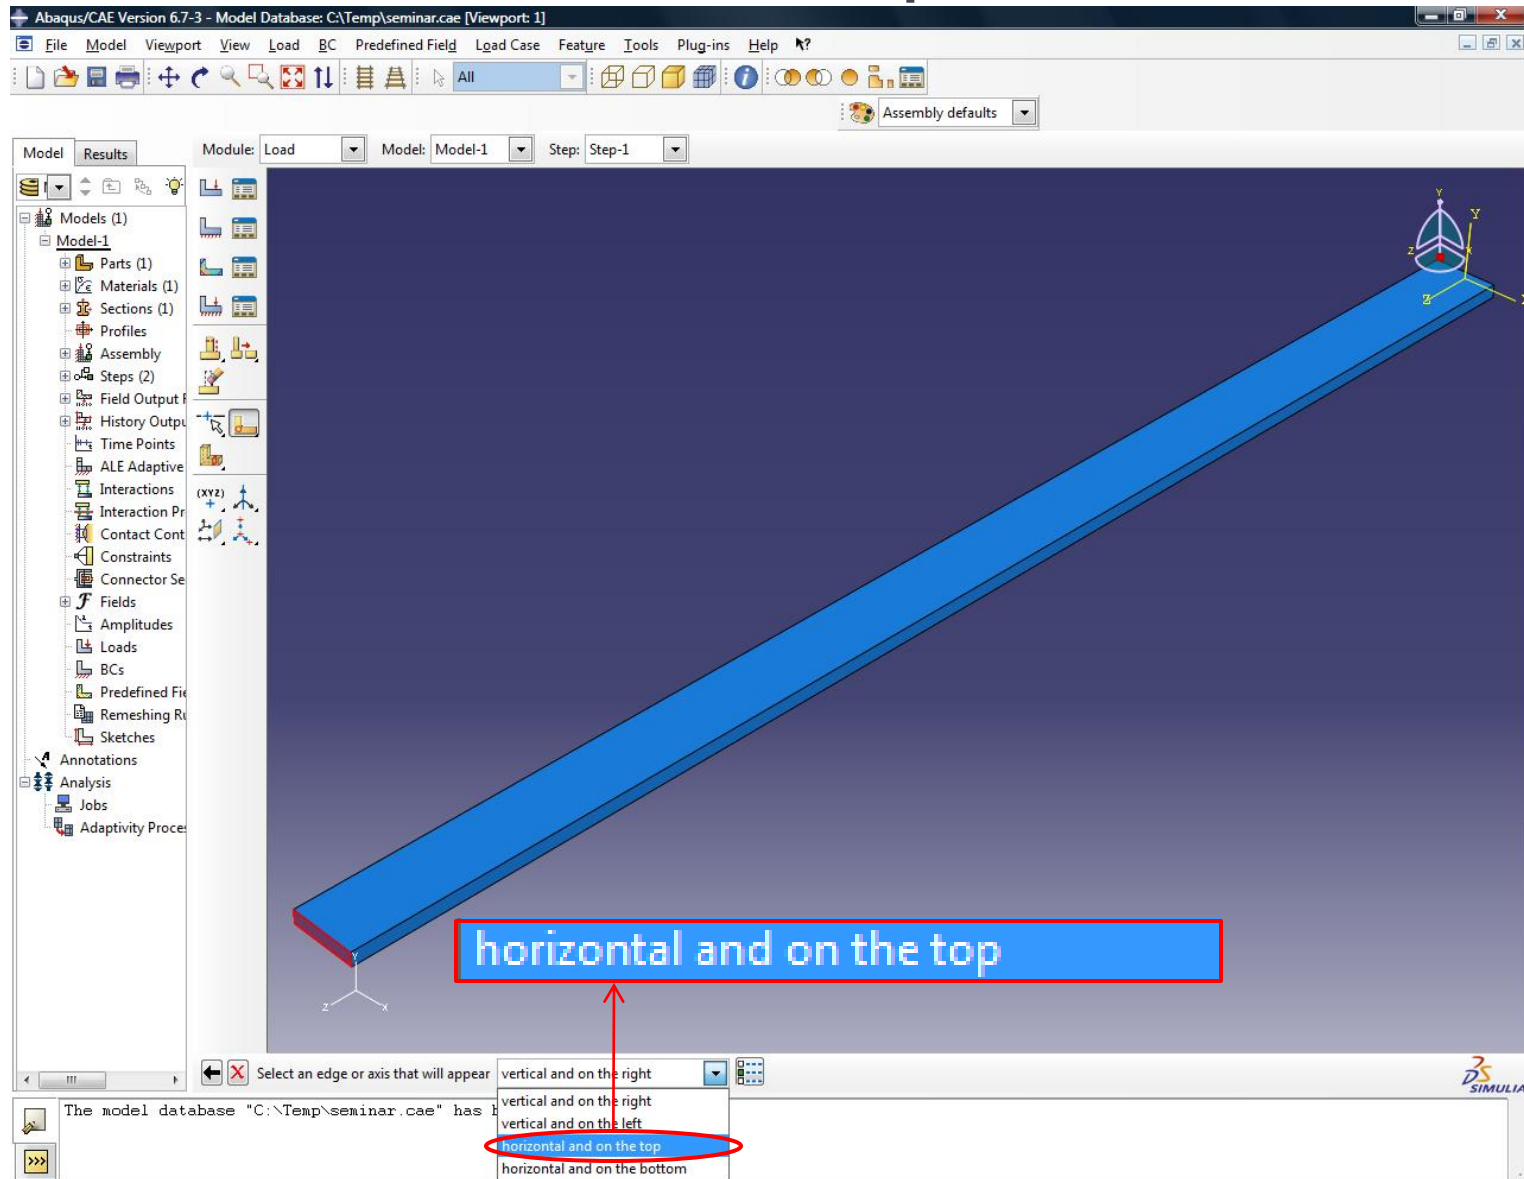 Abaqus/CAE Version 6.7-3 - Model Database: C:\Temp\seminar.cae [Viewport: 1]
File Model Viewport View Load BC Predefined Field Load Case Feature Tools Plug-ins Help
All
Assembly defaults
Model Results Module: Load Model: Model-1 Step: Step-1
Models (1)
Model-1
Parts (1)
Materials (1)
Sections (1)
Profiles
Assembly
Steps (2)
Field Output
History Outpu
Time Points
ALE Adaptive
Interactions
Interaction Pr
Contact Cont
Constraints
Connector Se
Fields
Amplitudes
Loads
BCs
Predefined Fie
Remeshing Ru
Sketches
Annotations
Analysis
Jobs
Adaptivity Proce
(XYZ)
Y
Y
Z
X
Z
X
horizontal and on the top
Y
Z
X
Select an edge or axis that will appear vertical and on the right
SIMULIA
The model database "C:\Temp\seminar.cae" has
vertical and on the right
vertical and on the left
horizontal and on the top
horizontal and on the bottom
>>>